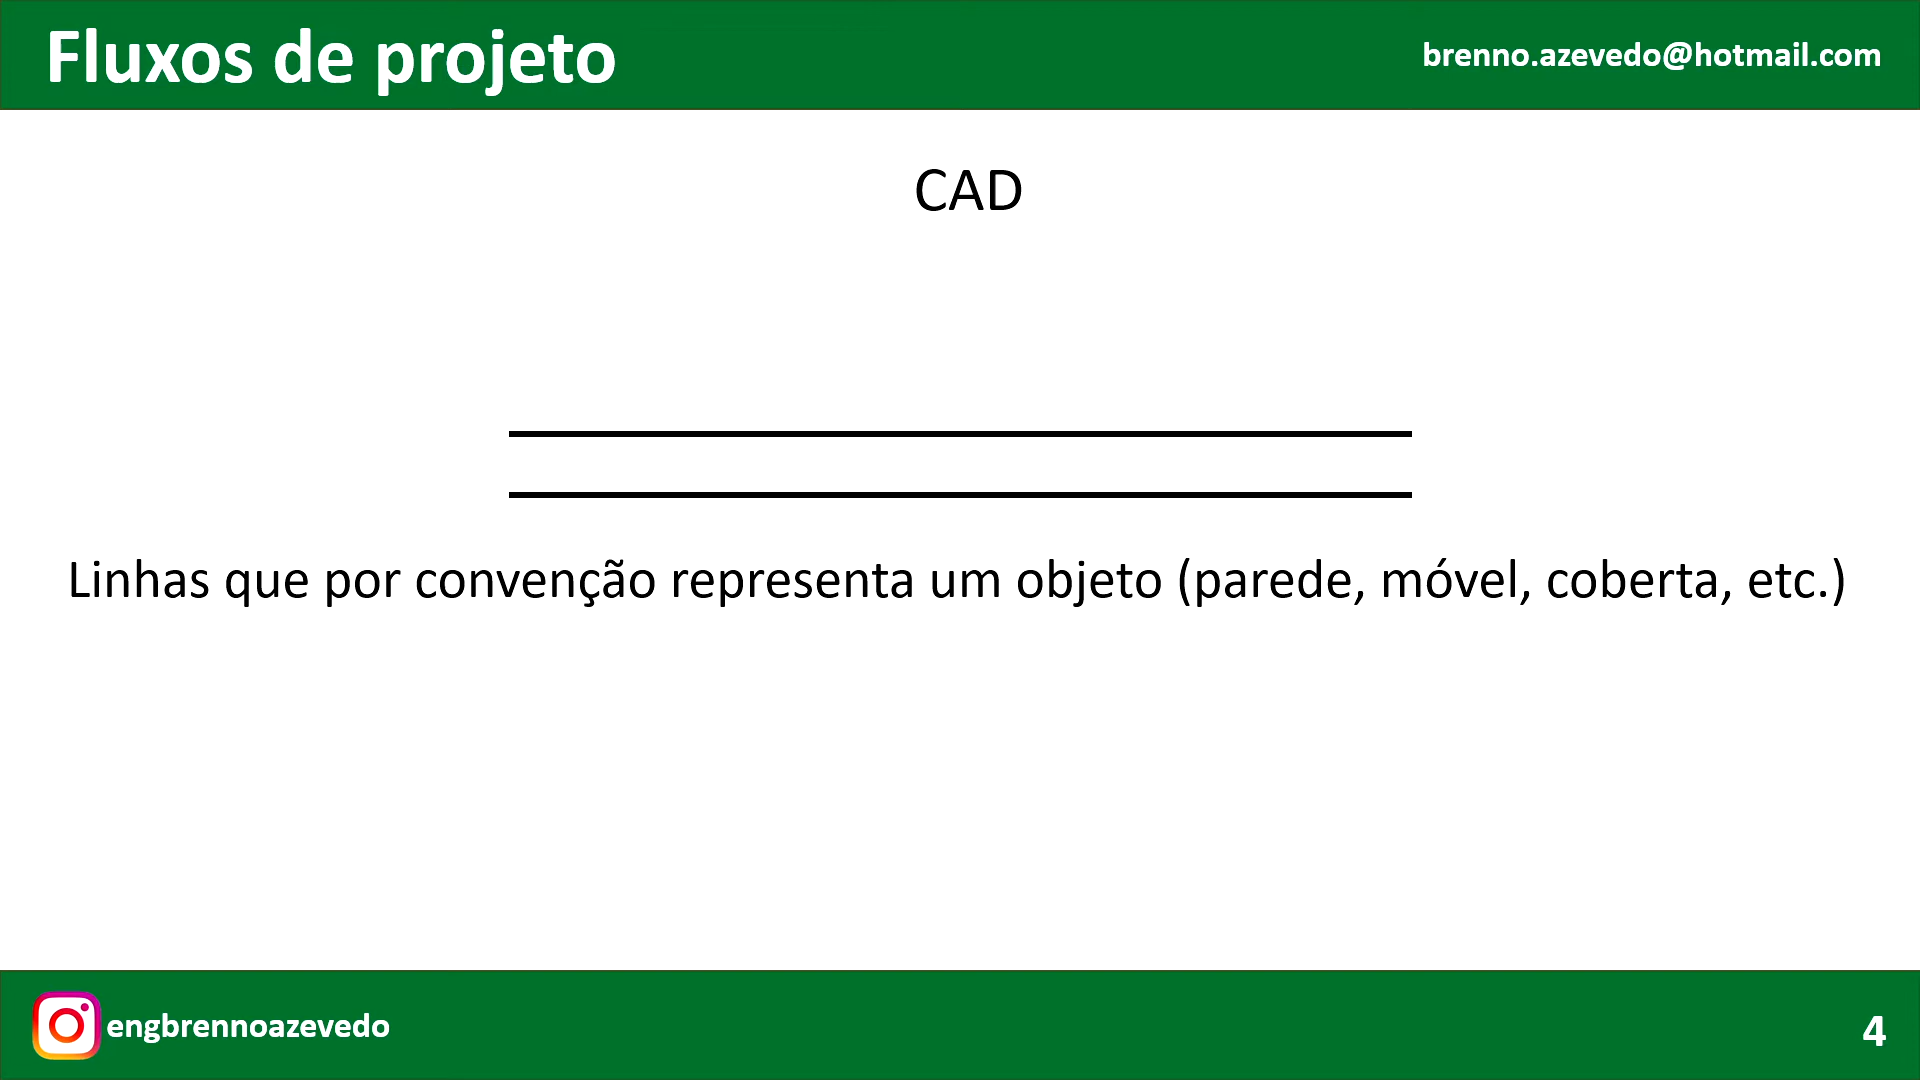 Fluxos de projeto
brenno.azevedo@hotmail.com
CAD
Linhas que por convenção representa um objeto (parede, móvel, coberta, etc.)
engbrennoazevedo
4